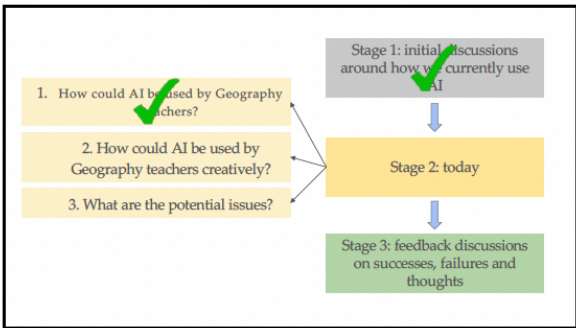 Stage 1: initial discussions
around how we currently use
AI
1. How could AI be used by Geography
teachers?
2. How could AI be used by
Geography teachers creatively?
3. What are the potential issues?
Stage 2: today
Stage 3: feedback discussions
on successes, failures and
thoughts